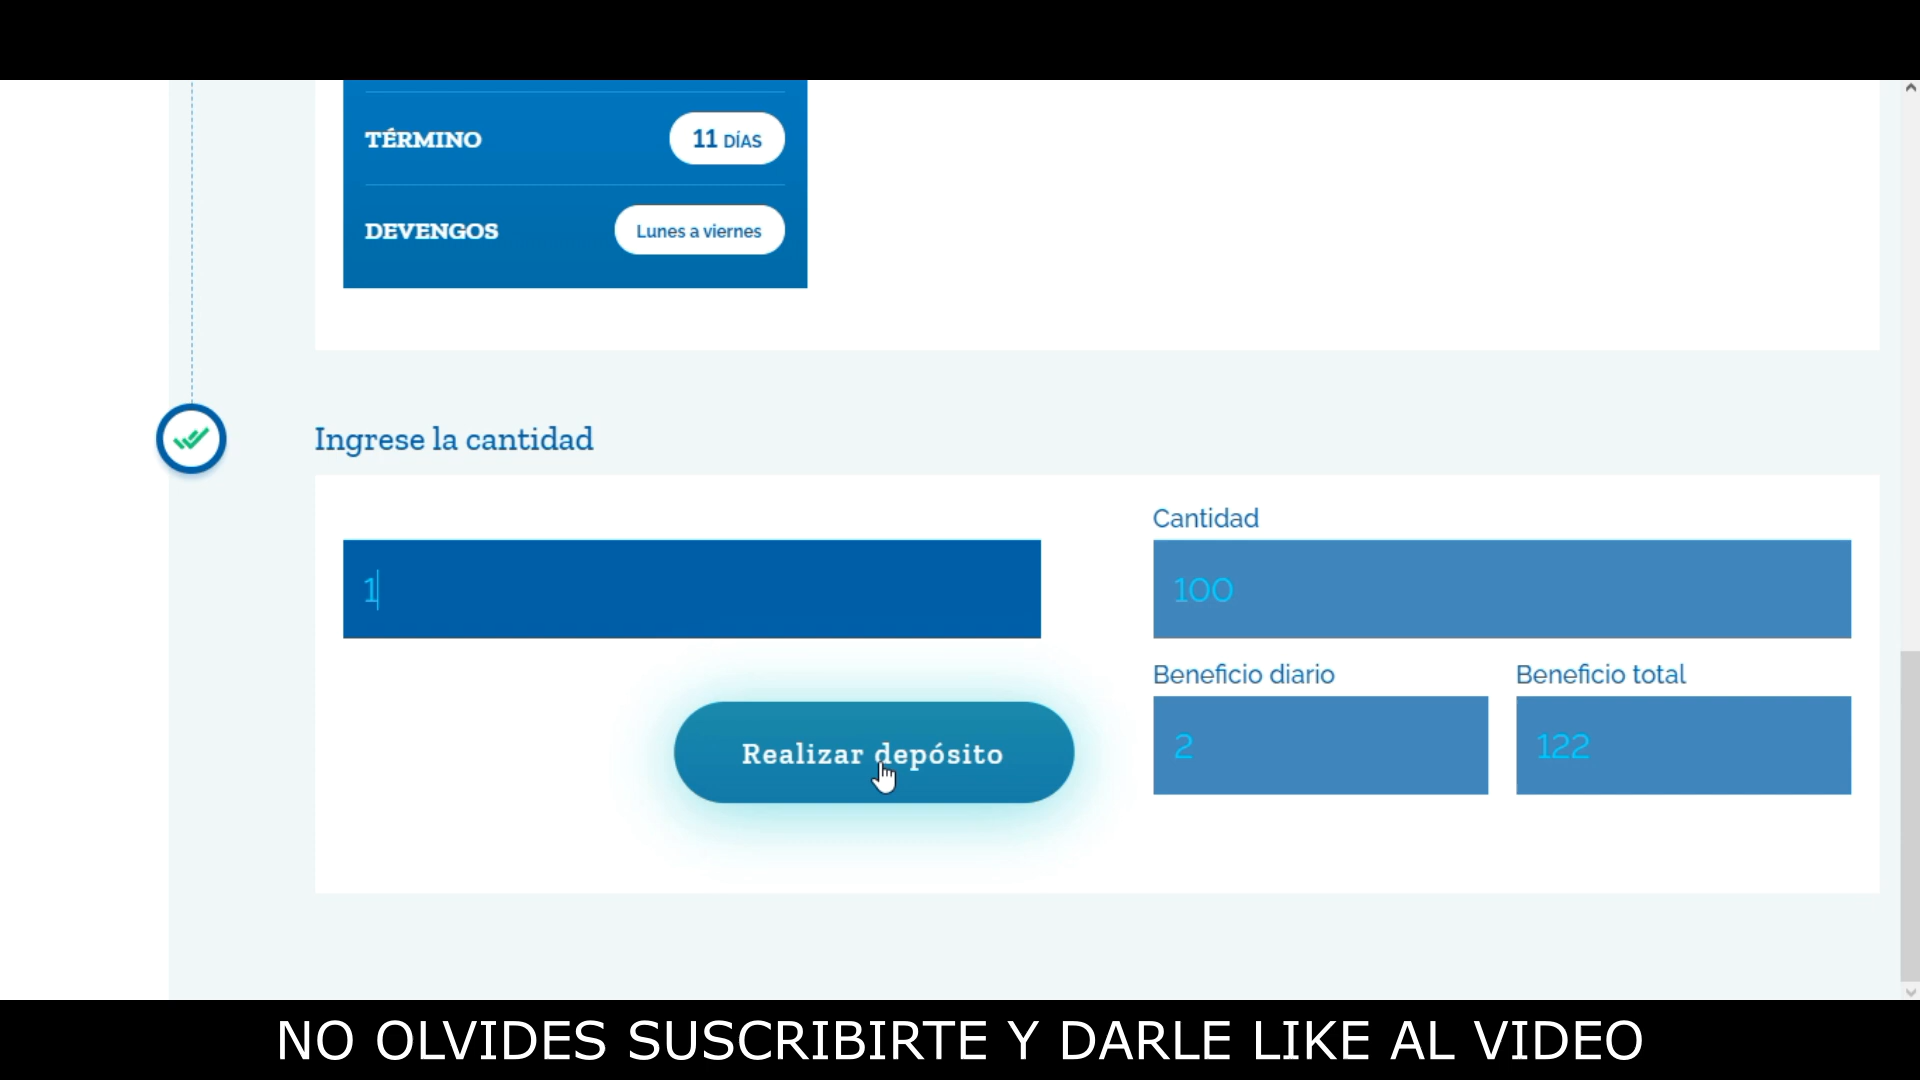 TÉRMINO
11 DÍAS
DEVENGOS
Lunes a viernes
Ingrese la cantidad
1
Cantidad
100
Realizar depósito
Beneficio diario
2
Beneficio total
122
NO OLVIDES SUSCRIBIRTE Y DARLE LIKE AL VIDEO